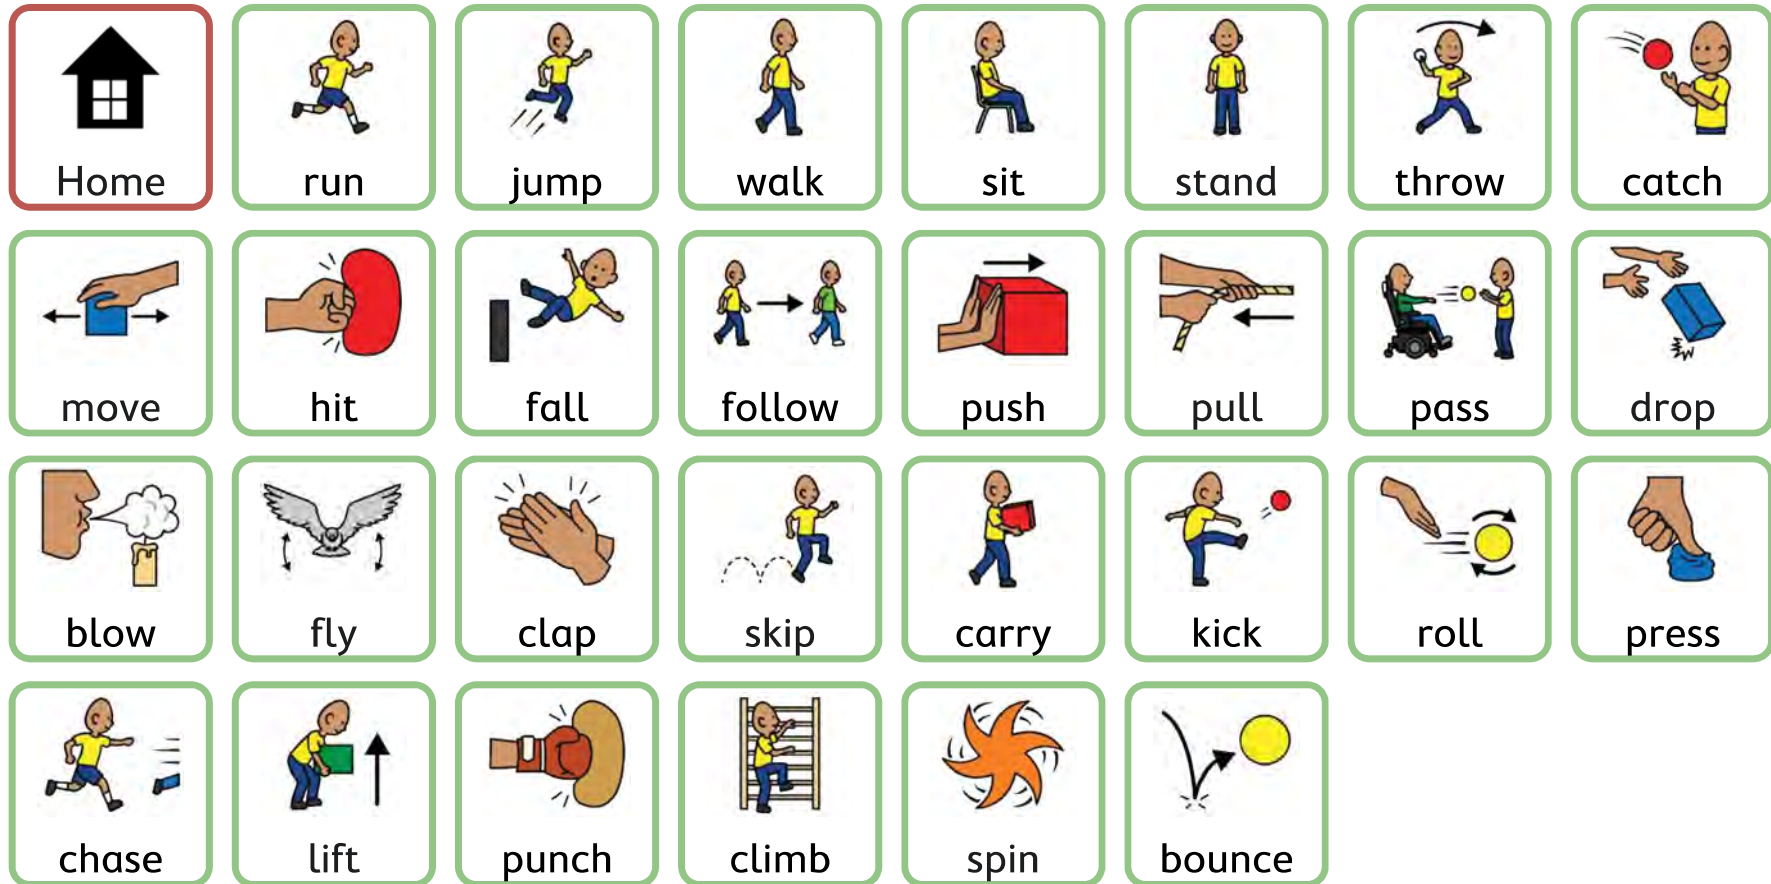 Home run jump walk sit stand throw catch
move hit fall follow push pull pass drop
blow fly clap skip carry kick roll press
chase lift punch climb spin bounce